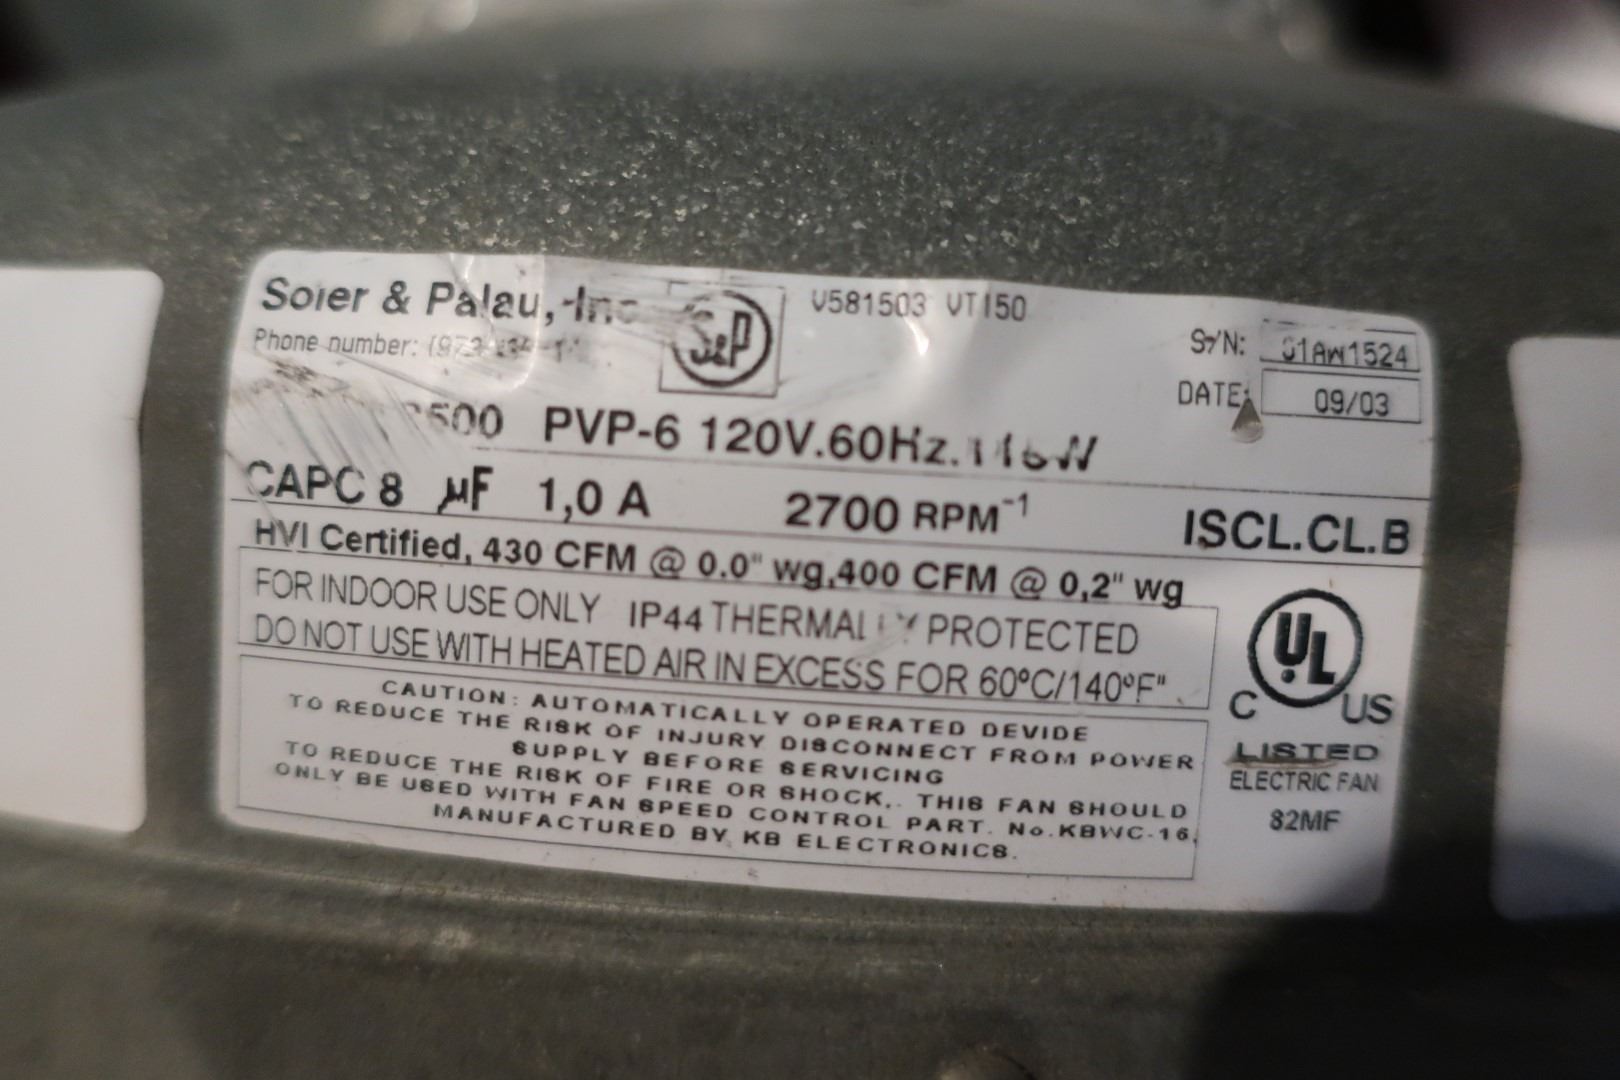 Soler & Palau, Inc
S&P
V581503 VT150
Phone number:
S/N: 01AW1524
DATE: 09/03
500 PVP-6 120V.60Hz.
CAPC 8 µF 1,0 A 2700 RPM⁻¹ ISCL.CL.B
HVI Certified, 430 CFM @ 0.0" wg,400 CFM @ 0,2" wg
FOR INDOOR USE ONLY IP44 THERMALLY PROTECTED
DO NOT USE WITH HEATED AIR IN EXCESS FOR 60ºC/140ºF"
CAUTION: AUTOMATICALLY OPERATED DEVIDE
TO REDUCE THE RISK OF INJURY DISCONNECT FROM POWER
SUPPLY BEFORE SERVICING
TO REDUCE THE RISK OF FIRE OR SHOCK,. THIS FAN SHOULD
ONLY BE USED WITH FAN SPEED CONTROL PART. No.KBWC-16,
MANUFACTURED BY KB ELECTRONICS.
UL
C US
LISTED
ELECTRIC FAN
82MF